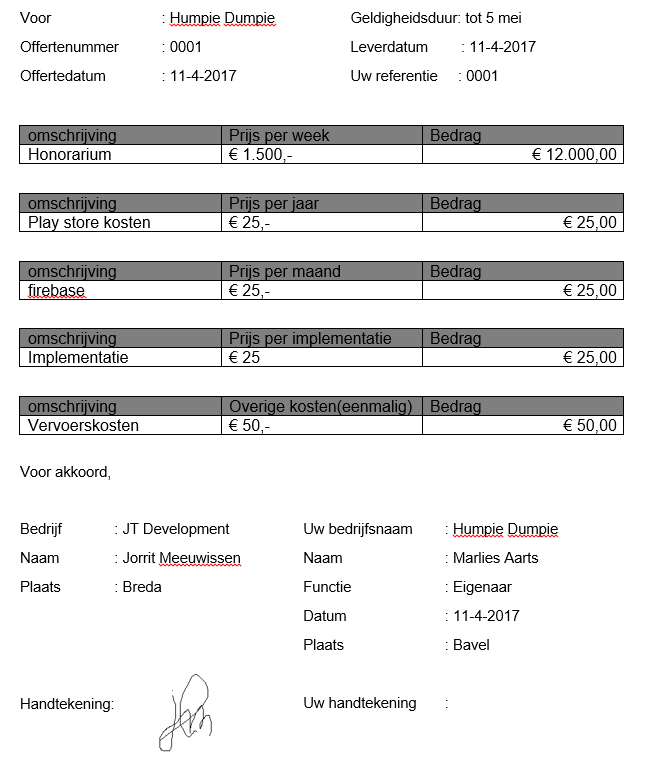 Voor : Humpie Dumpie Geldigheidsduur: tot 5 mei
Offertenummer : 0001 Leverdatum : 11-4-2017
Offertedatum : 11-4-2017 Uw referentie : 0001
omschrijving Prijs per week Bedrag
Honorarium € 1.500,- € 12.000,00
omschrijving Prijs per jaar Bedrag
Play store kosten € 25,- € 25,00
omschrijving Prijs per maand Bedrag
firebase € 25,- € 25,00
omschrijving Prijs per implementatie Bedrag
Implementatie € 25 € 25,00
omschrijving Overige kosten(eenmalig) Bedrag
Vervoerskosten € 50,- € 50,00
Voor akkoord,
Bedrijf : JT Development Uw bedrijfsnaam : Humpie Dumpie
Naam : Jorrit Meeuwissen Naam : Marlies Aarts
Plaats : Breda Functie : Eigenaar
Datum : 11-4-2017
Plaats : Bavel
Handtekening: Uw handtekening :